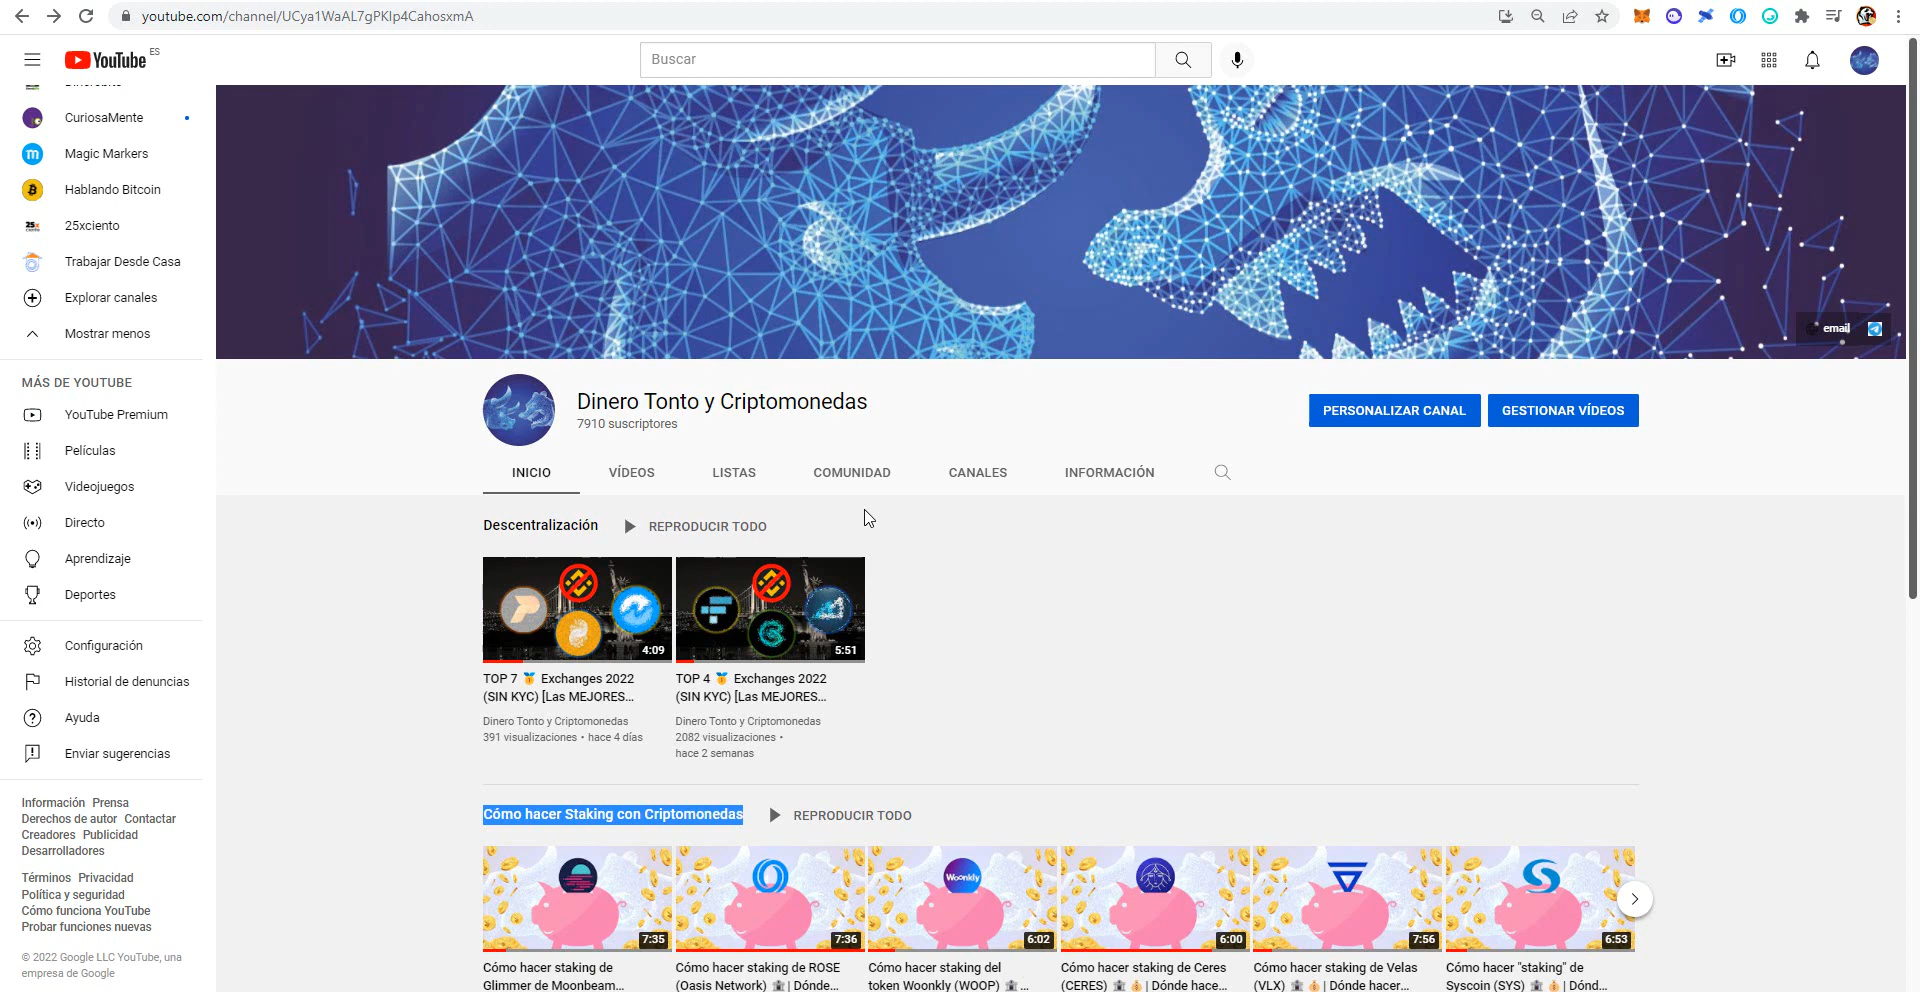 youtube.com/channel/UCya1WaAL7gPKIp4CahosxmA
YouTube ES
Buscar
CuriosaMente
Magic Markers
Hablando Bitcoin
25xciento
Trabajar Desde Casa
Explorar canales
Mostrar menos
MÁS DE YOUTUBE
YouTube Premium
Películas
Videojuegos
Directo
Aprendizaje
Deportes
Configuración
Historial de denuncias
Ayuda
Enviar sugerencias
Información Prensa
Derechos de autor Contactar
Creadores Publicidad
Desarrolladores
Términos Privacidad
Política y seguridad
Cómo funciona YouTube
Probar funciones nuevas
© 2022 Google LLC YouTube, una
empresa de Google
email
Dinero Tonto y Criptomonedas
7910 suscriptores
PERSONALIZAR CANAL
GESTIONAR VÍDEOS
INICIO VÍDEOS LISTAS COMUNIDAD CANALES INFORMACIÓN
Descentralización REPRODUCIR TODO
4:09
TOP 7 🥇 Exchanges 2022
(SIN KYC) [Las MEJORES...
Dinero Tonto y Criptomonedas
391 visualizaciones • hace 4 días
5:51
TOP 4 🥇 Exchanges 2022
(SIN KYC) [Las MEJORES...
Dinero Tonto y Criptomonedas
2082 visualizaciones •
hace 2 semanas
Cómo hacer Staking con Criptomonedas REPRODUCIR TODO
7:35
Cómo hacer staking de
Glimmer de Moonbeam...
7:36
Cómo hacer staking de ROSE
(Oasis Network) 🏦 | Dónde...
Woonkly
6:02
Cómo hacer staking del
token Woonkly (WOOP) 🏦 ...
6:00
Cómo hacer staking de Ceres
(CERES) 🏦 💰 | Dónde hace...
7:56
Cómo hacer staking de Velas
(VLX) 🏦 💰 | Dónde hacer...
6:53
Cómo hacer "staking" de
Syscoin (SYS) 🏦 💰 | Dónd...